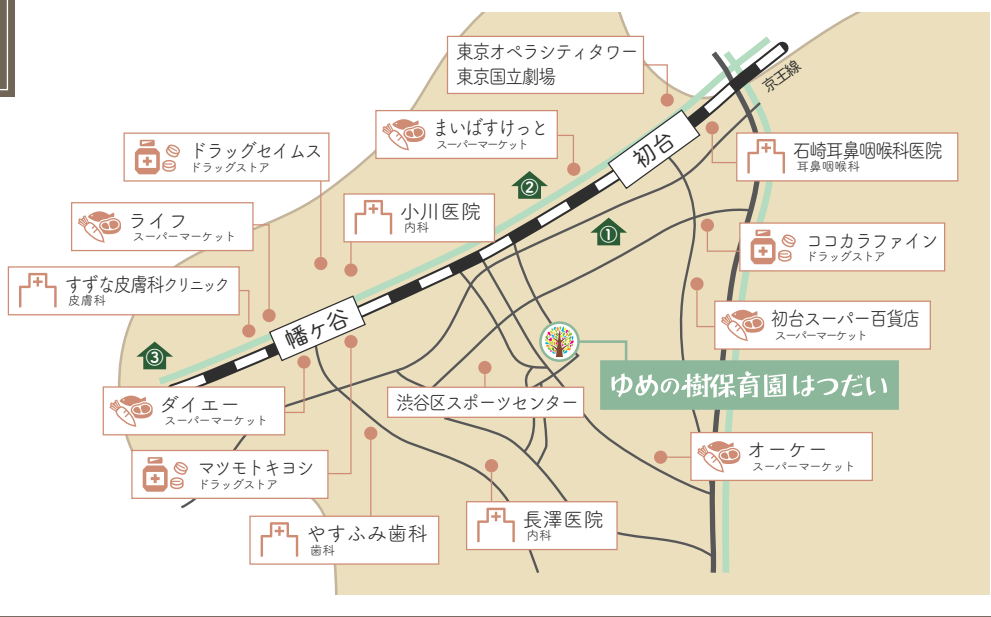 東京オペラシティタワー
東京国立劇場
京王線
まいばすけっと
スーパーマーケット
初台
ドラッグセイムス
ドラッグストア
石崎耳鼻咽喉科医院
耳鼻咽喉科
②
①
ライフ
スーパーマーケット
小川医院
内科
ココカラファイン
ドラッグストア
すずな皮膚科クリニック
皮膚科
初台スーパー百貨店
スーパーマーケット
幡ヶ谷
③
ゆめの樹保育園はつだい
ダイエー
スーパーマーケット
渋谷区スポーツセンター
オーケー
スーパーマーケット
マツモトキヨシ
ドラッグストア
長澤医院
内科
やすふみ歯科
歯科